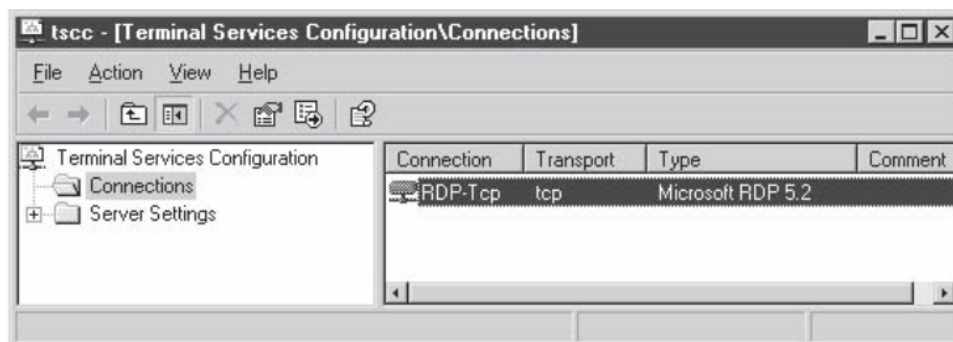 tscc - [Terminal Services Configuration\Connections]
File Action View Help
Terminal Services Configuration
Connections
Server Settings
Connection Transport Type Comment
RDP-Tcp tcp Microsoft RDP 5.2